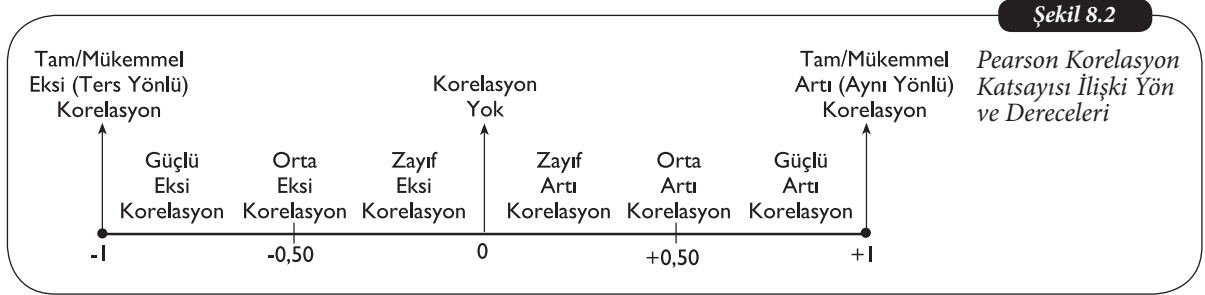 Şekil 8.2
Pearson Korelasyon
Katsayısı İlişki Yön
ve Dereceleri
Tam/Mükemmel
Eksi (Ters Yönlü)
Korelasyon
Korelasyon
Yok
Tam/Mükemmel
Artı (Aynı Yönlü)
Korelasyon
Güçlü
Eksi
Korelasyon
Orta
Eksi
Korelasyon
Zayıf
Eksi
Korelasyon
Zayıf
Artı
Korelasyon
Orta
Artı
Korelasyon
Güçlü
Artı
Korelasyon
-1
-0,50
0
+0,50
+1